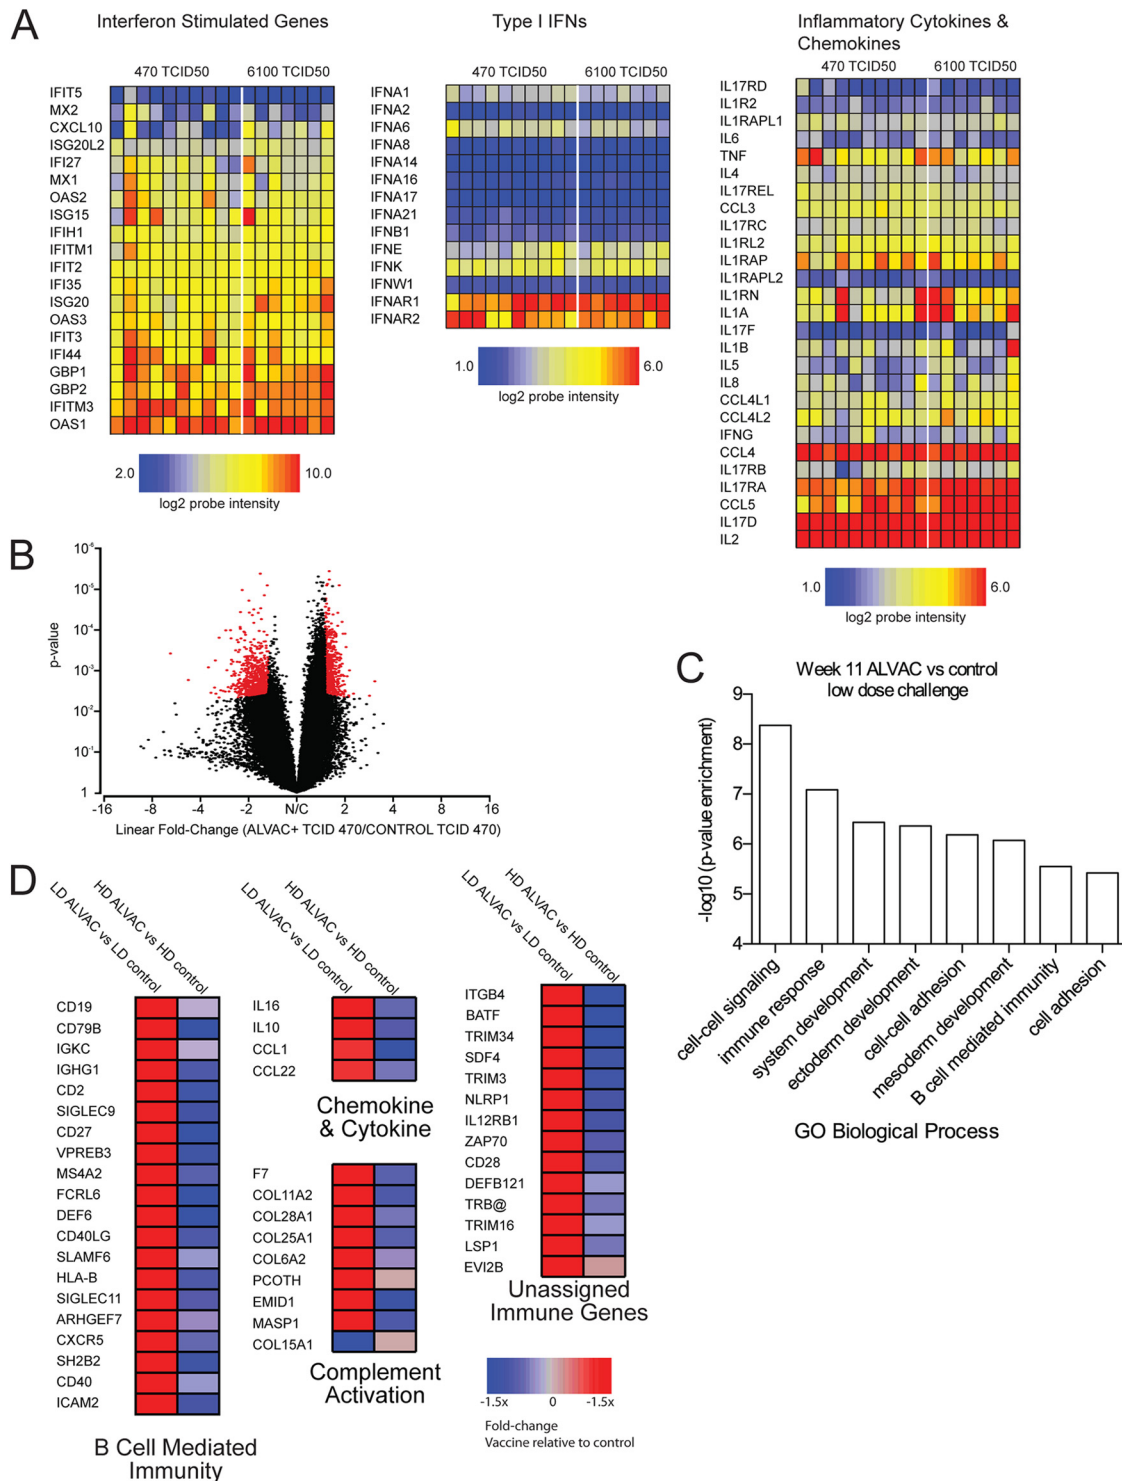 A
Interferon Stimulated Genes
470 TCID50 6100 TCID50
IFIT5
MX2
CXCL10
ISG20L2
IFI27
MX1
OAS2
ISG15
IFIH1
IFITM1
IFIT2
IFI35
ISG20
OAS3
IFIT3
IFI44
GBP1
GBP2
IFITM3
OAS1
2.0 10.0
log2 probe intensity
Type I IFNs
470 TCID50 6100 TCID50
IFNA1
IFNA2
IFNA6
IFNA8
IFNA14
IFNA16
IFNA17
IFNA21
IFNB1
IFNE
IFNK
IFNW1
IFNAR1
IFNAR2
1.0 6.0
log2 probe intensity
Inflammatory Cytokines &
Chemokines
470 TCID50 6100 TCID50
IL17RD
IL1R2
IL1RAPL1
IL6
TNF
IL4
IL17REL
CCL3
IL17RC
IL1RL2
IL1RAP
IL1RAPL2
IL1RN
IL1A
IL17F
IL1B
IL5
IL8
CCL4L1
CCL4L2
IFNG
CCL4
IL17RB
IL17RA
CCL5
IL17D
IL2
1.0 6.0
log2 probe intensity
B
p-value
10-6
10-5
10-4
10-3
10-2
10-1
1
-16 -8 -4 -2 N/C 2 4 8 16
Linear Fold-Change (ALVAC+ TCID 470/CONTROL TCID 470)
C
Week 11 ALVAC vs control
low dose challenge
-log10 (p-value enrichment)
9
8
7
6
5
4
cell-cell signaling
immune response
system development
ectoderm development
cell-cell adhesion
mesoderm development
B cell mediated immunity
cell adhesion
GO Biological Process
D
LD ALVAC vs LD control
HD ALVAC vs HD control
CD19
CD79B
IGKC
IGHG1
CD2
SIGLEC9
CD27
VPREB3
MS4A2
FCRL6
DEF6
CD40LG
SLAMF6
HLA-B
SIGLEC11
ARHGEF7
CXCR5
SH2B2
CD40
ICAM2
B Cell Mediated
Immunity
LD ALVAC vs LD control
HD ALVAC vs HD control
IL16
IL10
CCL1
CCL22
Chemokine
& Cytokine
F7
COL11A2
COL28A1
COL25A1
COL6A2
PCOTH
EMID1
MASP1
COL15A1
Complement
Activation
LD ALVAC vs LD control
HD ALVAC vs HD control
ITGB4
BATF
TRIM34
SDF4
TRIM3
NLRP1
IL12RB1
ZAP70
CD28
DEFB121
TRB@
TRIM16
LSP1
EVI2B
Unassigned
Immune Genes
-1.5x 0 -1.5x
Fold-change
Vaccine relative to control